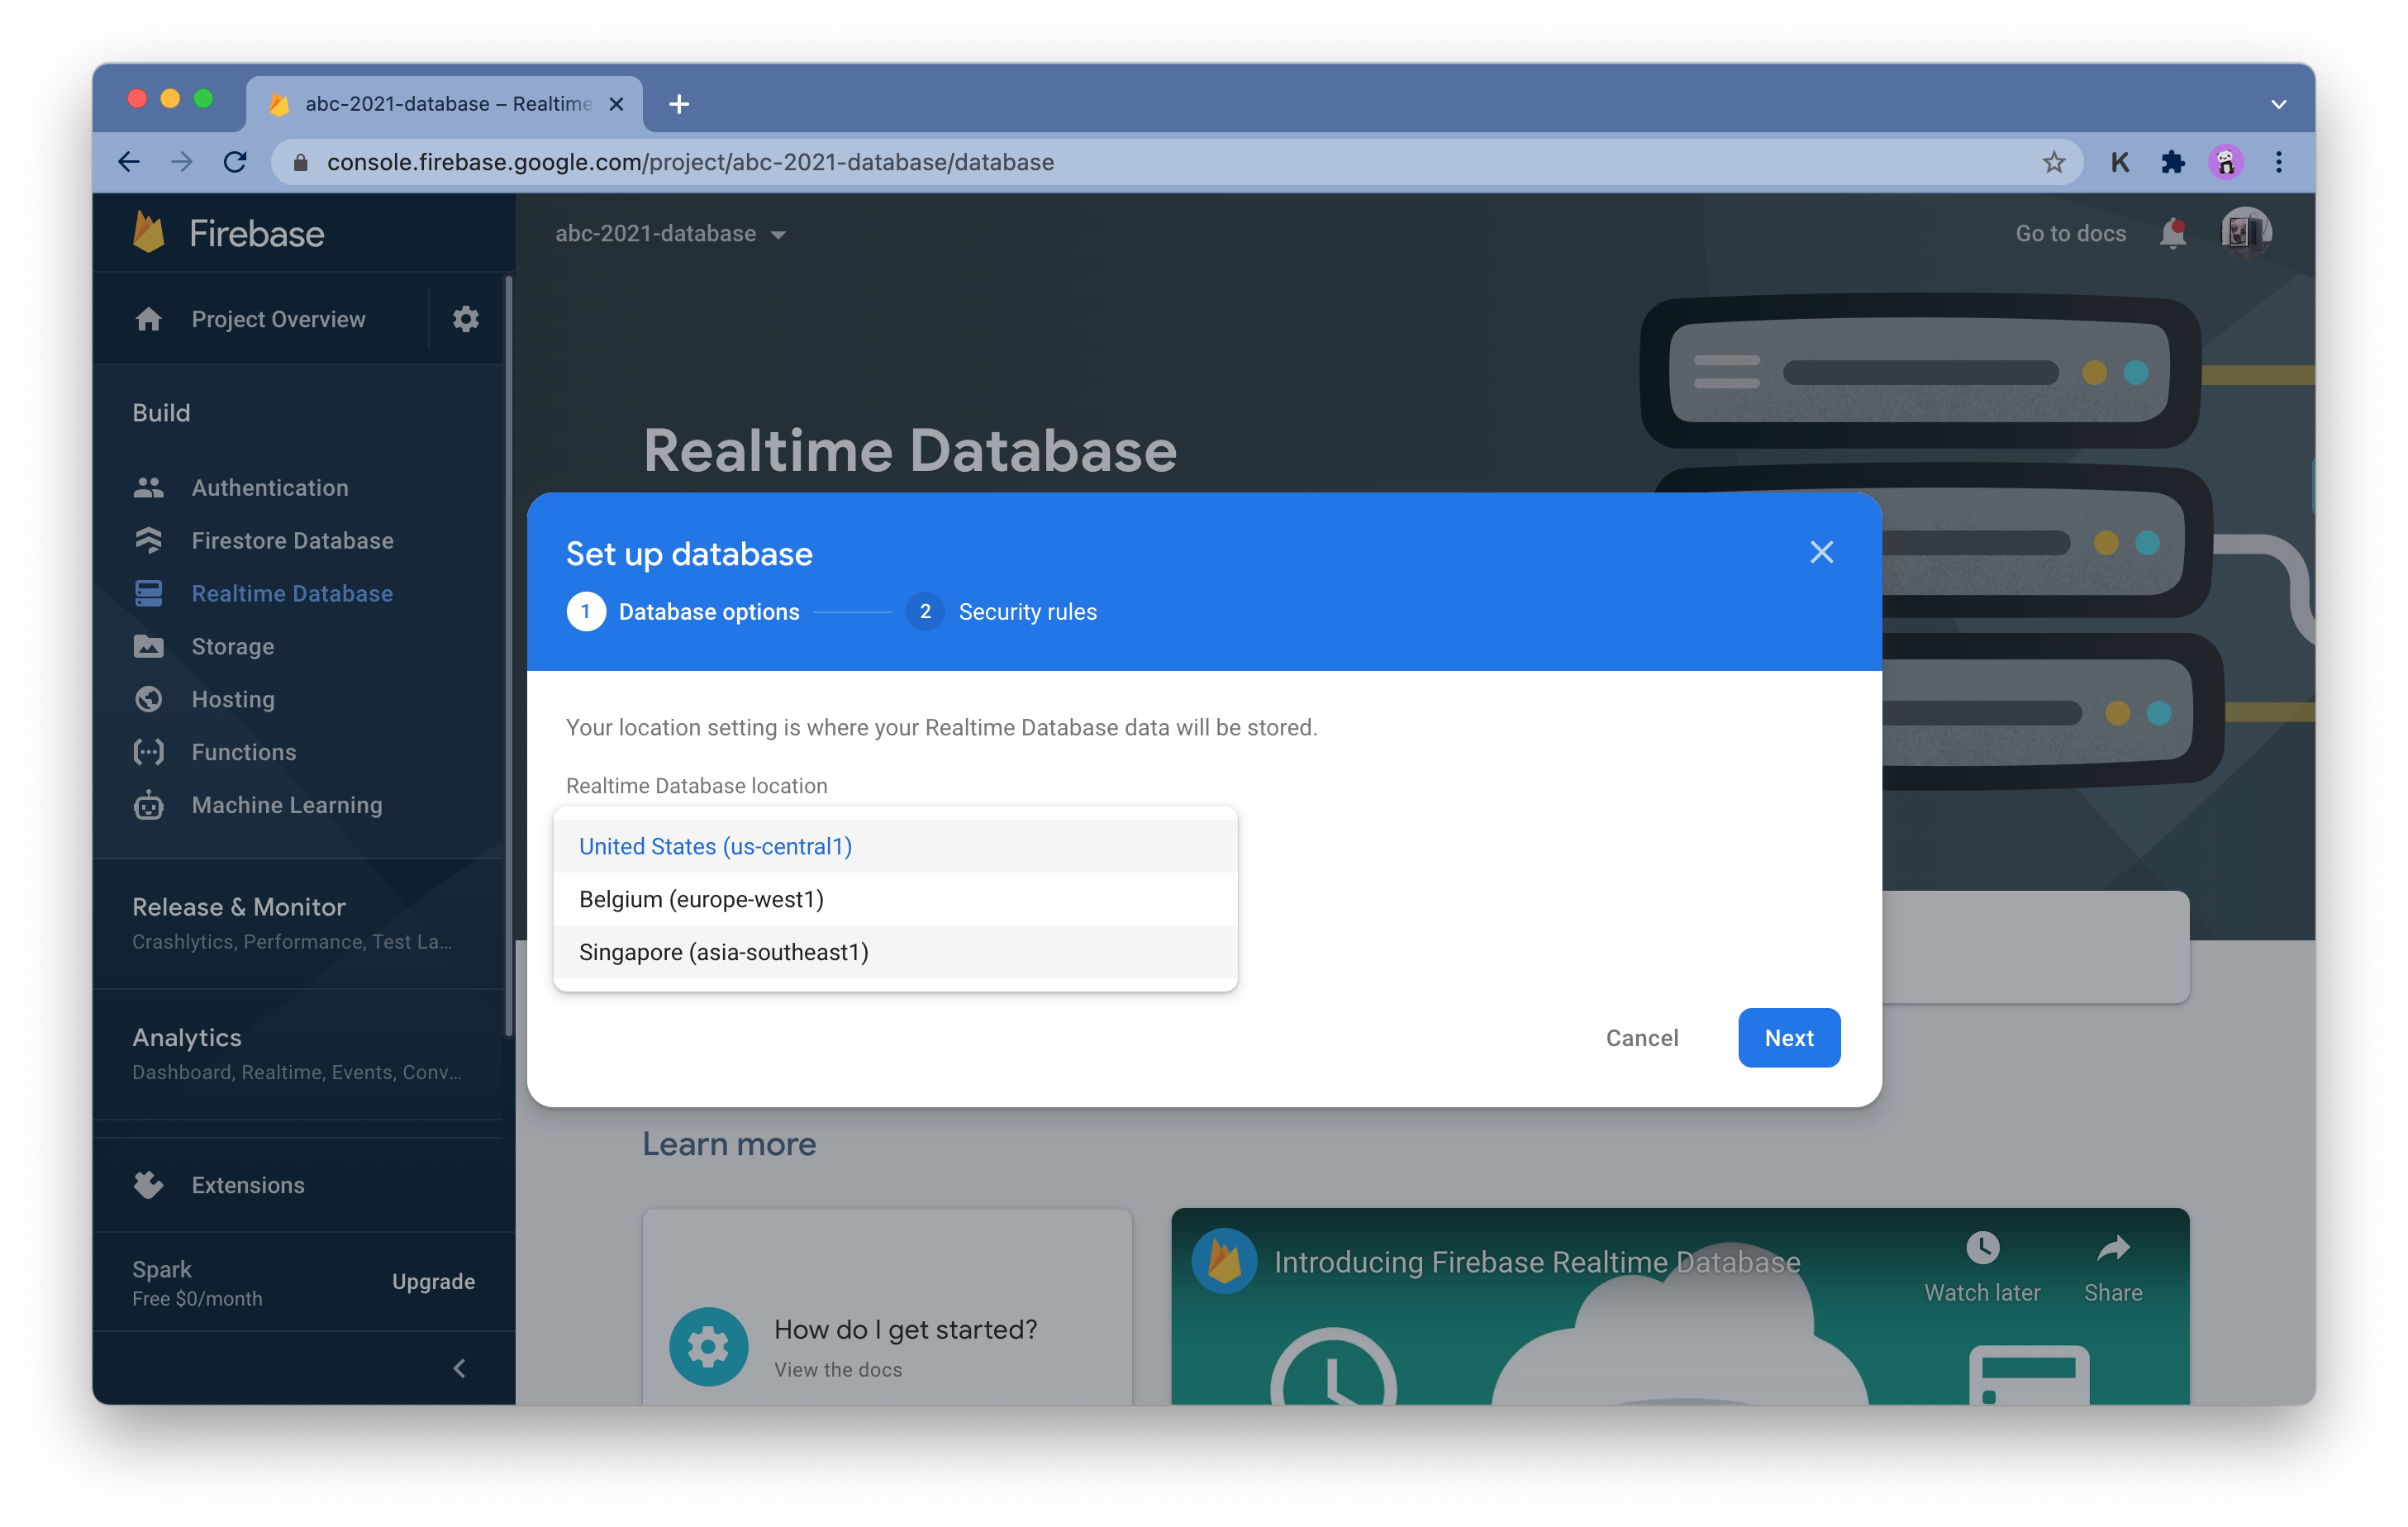 abc-2021-database – Realtime
console.firebase.google.com/project/abc-2021-database/database
K
Firebase
abc-2021-database
Go to docs
Project Overview
Build
Authentication
Firestore Database
Realtime Database
Storage
Hosting
Functions
Machine Learning
Release & Monitor
Crashlytics, Performance, Test La...
Analytics
Dashboard, Realtime, Events, Conv...
Extensions
Spark
Free $0/month
Upgrade
Realtime Database
Set up database
1 Database options
2 Security rules
Your location setting is where your Realtime Database data will be stored.
Realtime Database location
United States (us-central1)
Belgium (europe-west1)
Singapore (asia-southeast1)
Cancel
Next
Learn more
How do I get started?
View the docs
Introducing Firebase Realtime Database
Watch later
Share